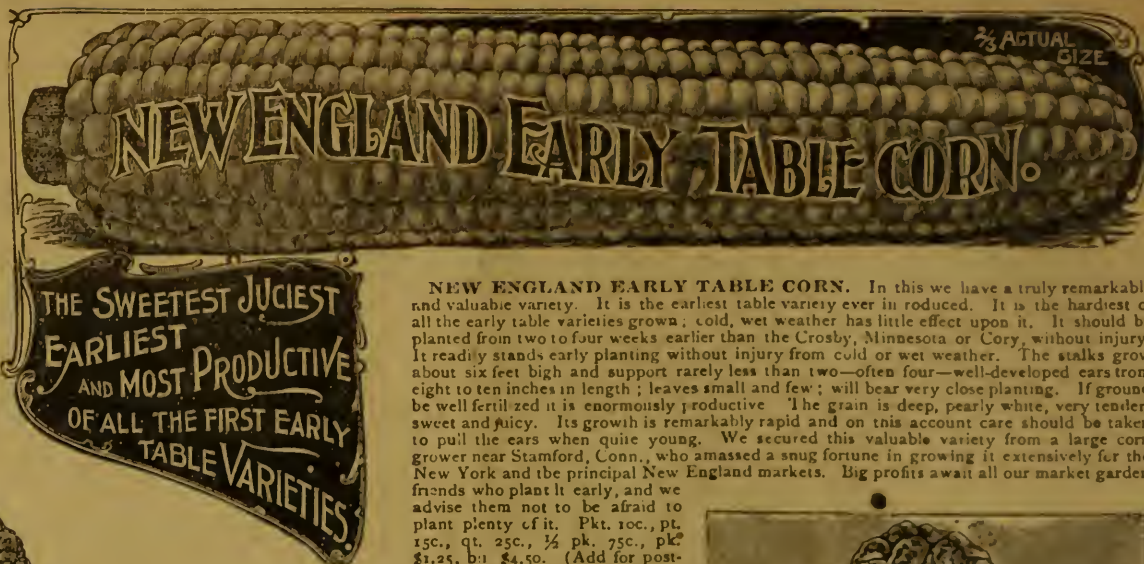 ⅔ ACTUAL
SIZE
NEW ENGLAND EARLY TABLE CORN.
THE SWEETEST JUCIEST
EARLIEST
AND MOST PRODUCTIVE
OF ALL THE FIRST EARLY
TABLE VARIETIES.
NEW ENGLAND EARLY TABLE CORN. In this we have a truly remarkabl
and valuable variety. It is the earliest table variety ever in roduced. It is the hardiest o
all the early table varieties grown; cold, wet weather has little effect upon it. It should b
planted from two to four weeks earlier than the Crosby, Minnesota or Cory, without injury
It readi y stands early planting without injury from cold or wet weather. The stalks grow
about six feet high and support rarely less than two—often four—well-developed ears from
eight to ten inches in length; leaves small and few; will bear very close planting. If groun
be well fertil zed it is enormously productive The grain is deep, pearly white, very tender
sweet and juicy. Its growth is remarkably rapid and on this account care should be take
to pull the ears when quite young. We secured this valuable variety from a large cor
grower near Stamford, Conn., who amassed a snug fortune in growing it extensively for th
New York and the principal New England markets. Big profits await all our market garde
friends who plant it early, and we
advise them not to be afraid to
plant plenty of it. Pkt. 10c., pt.
15c., qt. 25c., ½ pk. 75c., pk.
$1.25, bu $4.50. (Add for post-